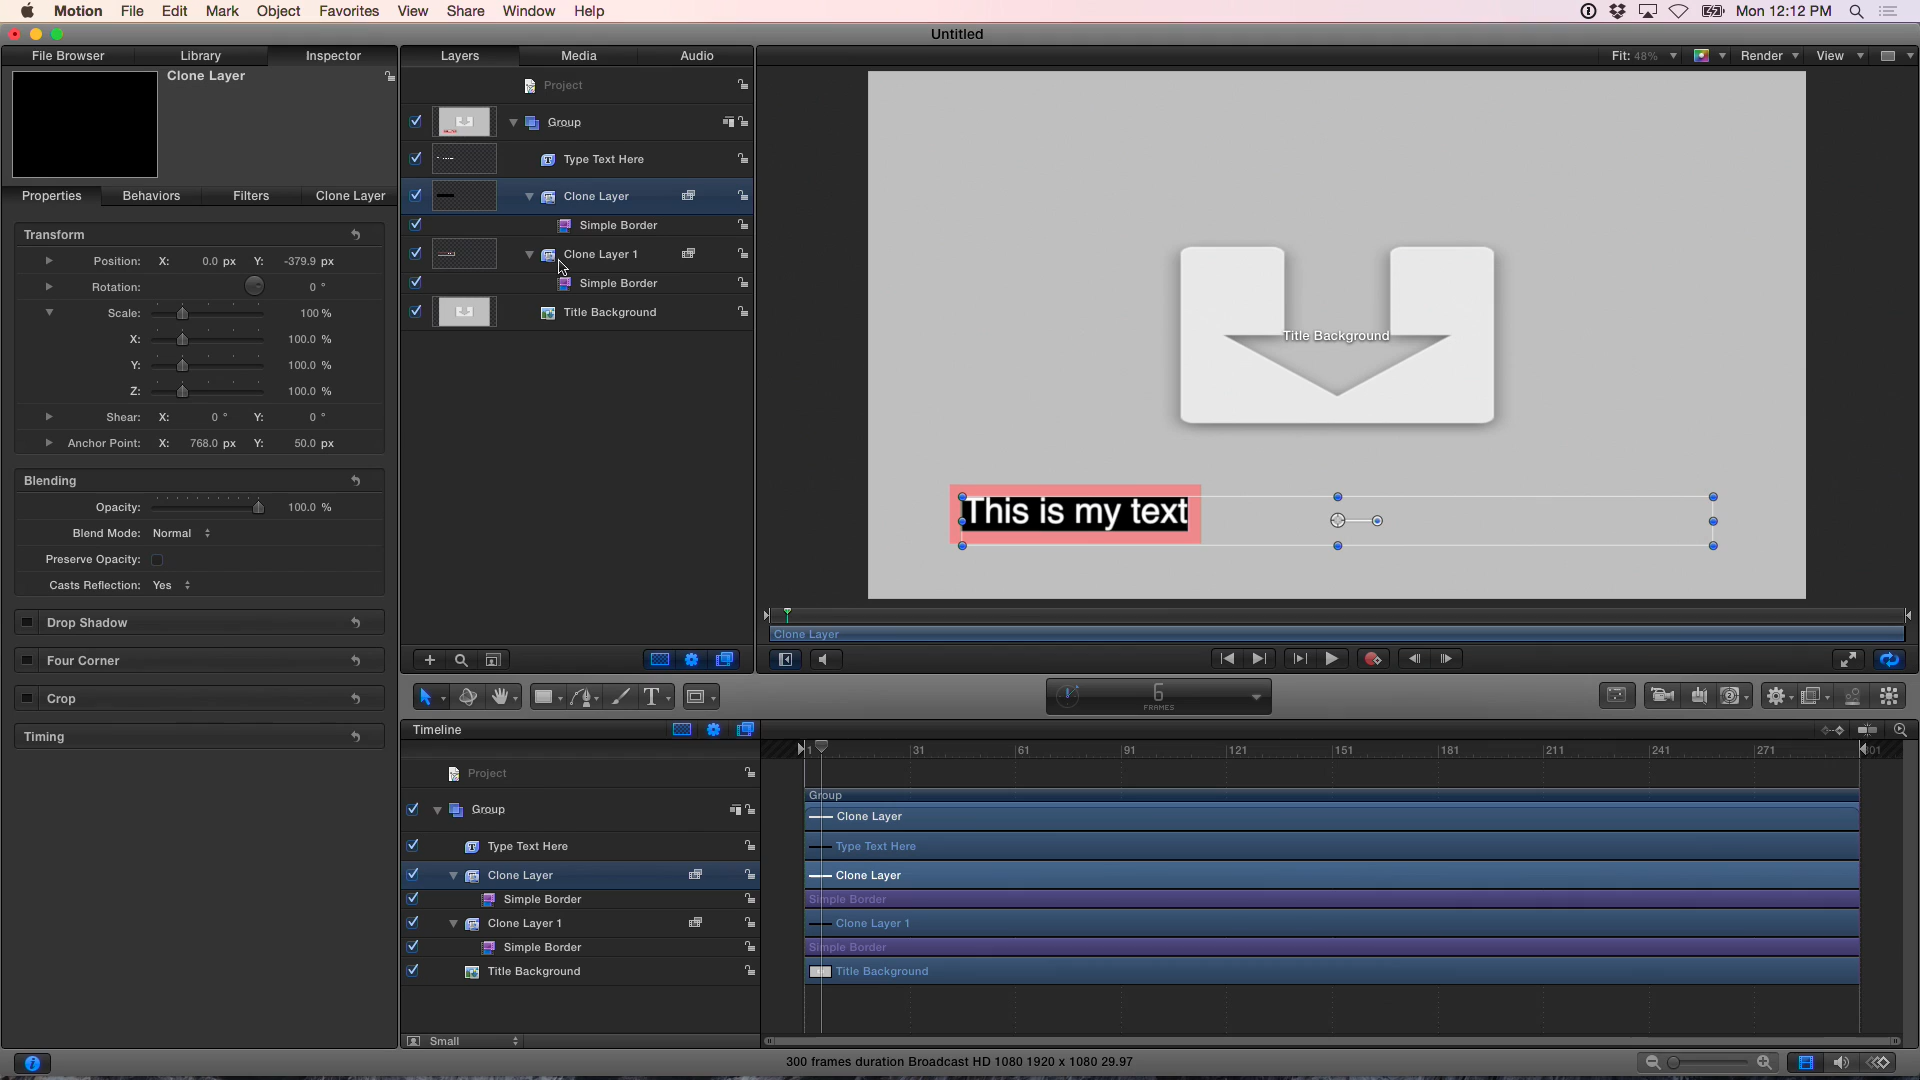 Motion File Edit Mark Object Favorites View Share Window Help Mon 12:12 PM
Untitled
File Browser Library Inspector Layers Media Audio Fit: 48% Render View
Clone Layer
Project
Group
Type Text Here
Properties Behaviors Filters Clone Layer
Clone Layer
Simple Border
Clone Layer 1
Simple Border
Title Background
Transform
Position: X: 0.0 px Y: -379.9 px
Rotation: 0 °
Scale: 100 %
X: 100.0 %
Y: 100.0 %
Z: 100.0 %
Shear: X: 0 ° Y: 0 °
Anchor Point: X: 768.0 px Y: 50.0 px
Blending
Opacity: 100.0 %
Blend Mode: Normal
Preserve Opacity:
Casts Reflection: Yes
Drop Shadow
Four Corner
Crop
Timing
Title Background
This is my text
Clone Layer
T
6
FRAMES
Timeline
1 31 61 91 121 151 181 211 241 271 301
Project
Group
Type Text Here
Clone Layer
Simple Border
Clone Layer 1
Simple Border
Title Background
Group
Clone Layer
Type Text Here
Clone Layer
Simple Border
Clone Layer 1
Simple Border
Title Background
Small
300 frames duration Broadcast HD 1080 1920 x 1080 29.97